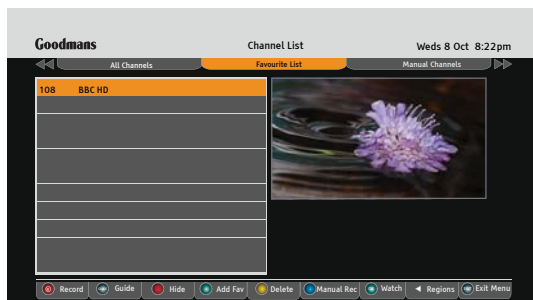 Goodmans Channel List Weds 8 Oct 8:22pm
All Channels Favourite List Manual Channels
108 BBC HD
Record Guide Hide Add Fav Delete Manual Rec Watch Regions Exit Menu